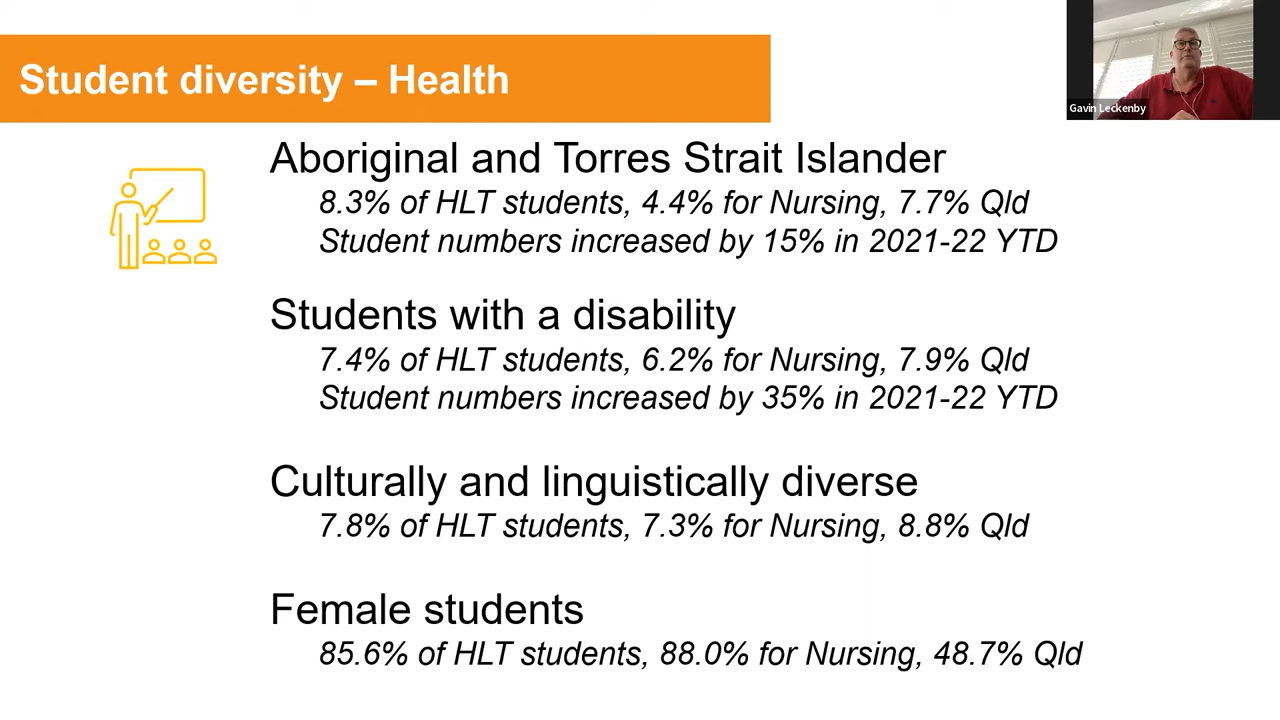 Student diversity – Health
Gavin Leckenby
Aboriginal and Torres Strait Islander
8.3% of HLT students, 4.4% for Nursing, 7.7% Qld
Student numbers increased by 15% in 2021-22 YTD
Students with a disability
7.4% of HLT students, 6.2% for Nursing, 7.9% Qld
Student numbers increased by 35% in 2021-22 YTD
Culturally and linguistically diverse
7.8% of HLT students, 7.3% for Nursing, 8.8% Qld
Female students
85.6% of HLT students, 88.0% for Nursing, 48.7% Qld